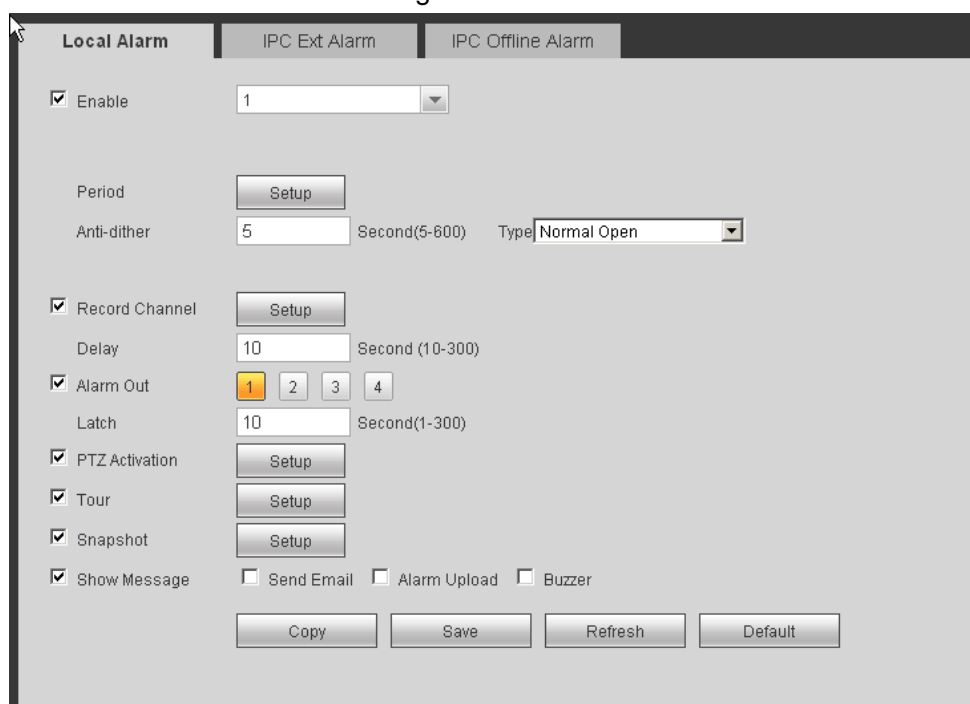 Local Alarm IPC Ext Alarm IPC Offline Alarm
Enable 1
Period Setup
Anti-dither 5 Second(5-600) Type Normal Open
Record Channel Setup
Delay 10 Second (10-300)
Alarm Out 1 2 3 4
Latch 10 Second(1-300)
PTZ Activation Setup
Tour Setup
Snapshot Setup
Show Message Send Email Alarm Upload Buzzer
Copy Save Refresh Default